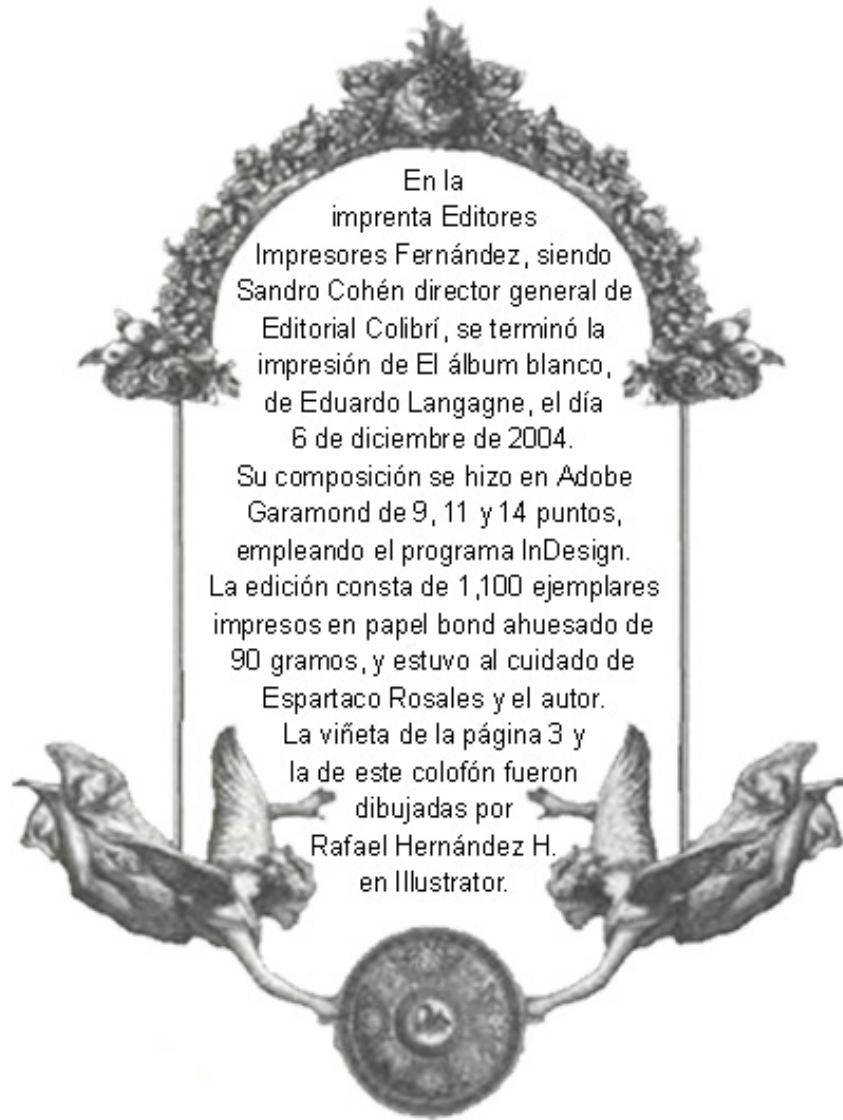 En la
imprenta Editores
Impresores Fernández, siendo
Sandro Cohén director general de
Editorial Colibrí, se terminó la
impresión de El álbum blanco,
de Eduardo Langagne, el día
6 de diciembre de 2004.
Su composición se hizo en Adobe
Garamond de 9, 11 y 14 puntos,
empleando el programa InDesign.
La edición consta de 1,100 ejemplares
impresos en papel bond ahuesado de
90 gramos, y estuvo al cuidado de
Espartaco Rosales y el autor.
La viñeta de la página 3 y
la de este colofón fueron
dibujadas por
Rafael Hernández H.
en Illustrator.